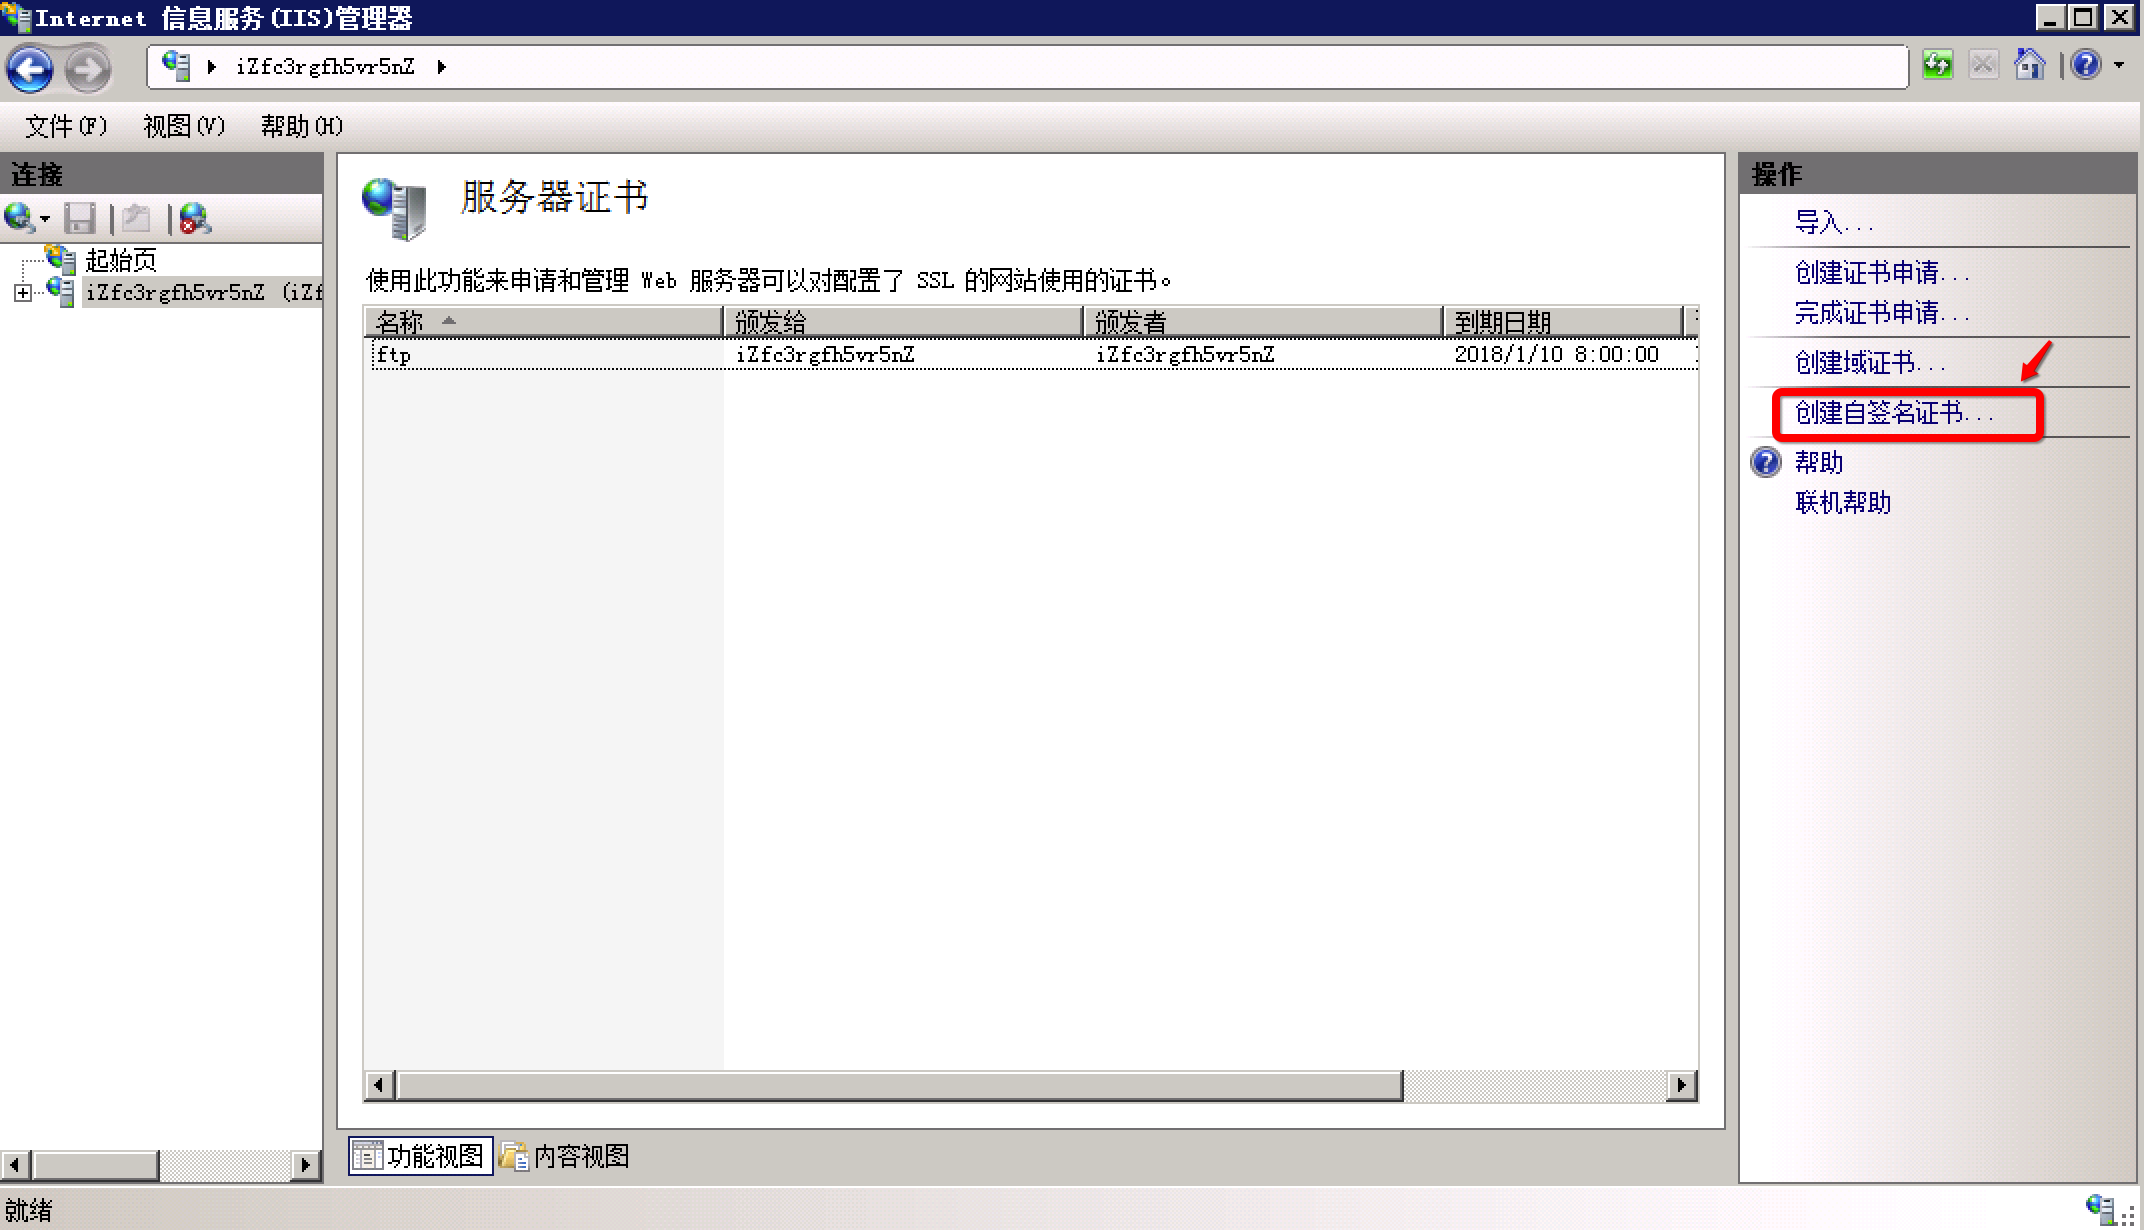 Internet 信息服务(IIS)管理器
iZfc3rgfh5vr5nZ
文件(F) 视图(V) 帮助(H)
连接
起始页
iZfc3rgfh5vr5nZ (iZf
服务器证书
使用此功能来申请和管理 Web 服务器可以对配置了 SSL 的网站使用的证书。
名称 颁发给 颁发者 到期日期
ftp iZfc3rgfh5vr5nZ iZfc3rgfh5vr5nZ 2018/1/10 8:00:00
功能视图 内容视图
操作
导入...
创建证书申请...
完成证书申请...
创建域证书...
创建自签名证书...
帮助
联机帮助
就绪